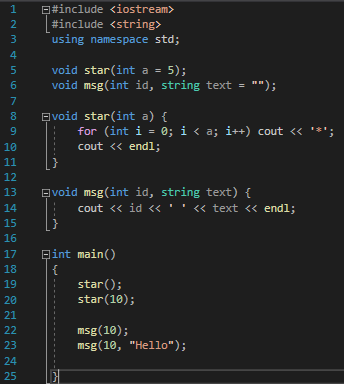 1 #include <iostream>
2 #include <string>
3 using namespace std;
4
5 void star(int a = 5);
6 void msg(int id, string text = "");
7
8 void star(int a) {
9 for (int i = 0; i < a; i++) cout << '*';
10 cout << endl;
11 }
12
13 void msg(int id, string text) {
14 cout << id << ' ' << text << endl;
15 }
16
17 int main()
18 {
19 star();
20 star(10);
21
22 msg(10);
23 msg(10, "Hello");
24
25 }